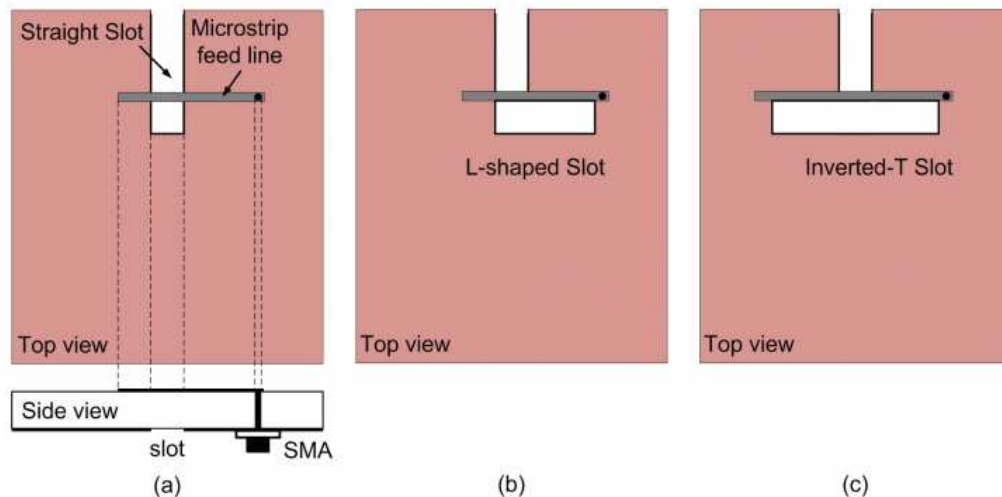 Straight Slot
Microstrip
feed line
Top view
Side view
slot
SMA
(a)
L-shaped Slot
Top view
(b)
Inverted-T Slot
Top view
(c)